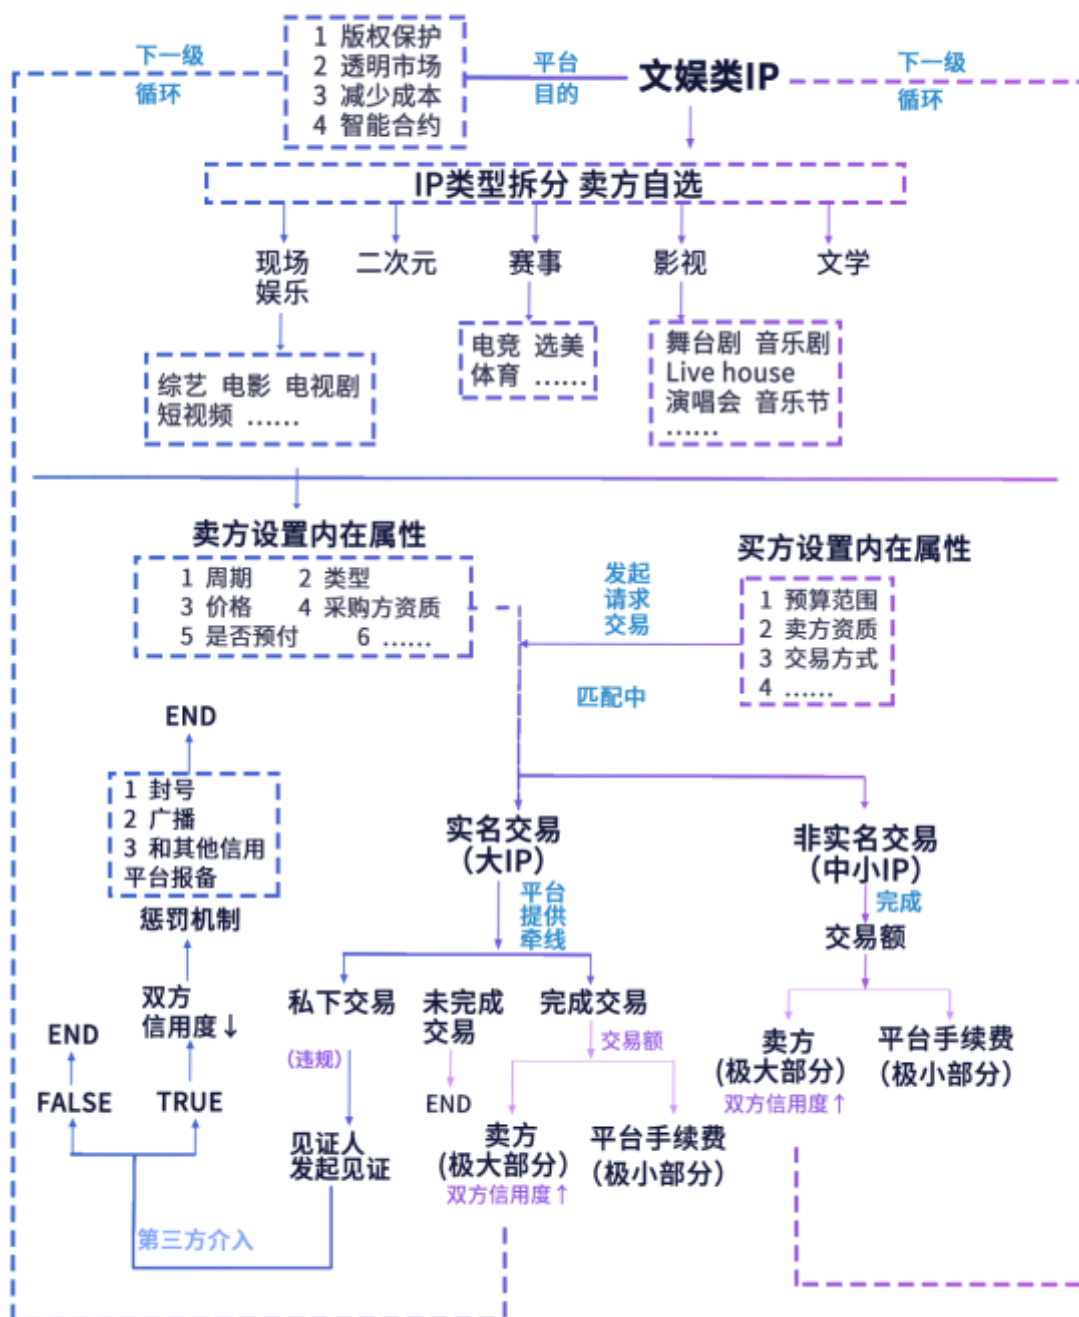 下一级
循环
1 版权保护
2 透明市场
3 减少成本
4 智能合约
平台
目的
文娱类IP
下一级
循环
IP类型拆分 卖方自选
现场
娱乐
二次元
赛事
影视
文学
综艺 电影 电视剧
短视频 ……
电竞 选美
体育 ……
舞台剧 音乐剧
Live house
演唱会 音乐节
……
卖方设置内在属性
1 周期 2 类型
3 价格 4 采购方资质
5 是否预付 6 ……
发起
请求
交易
买方设置内在属性
1 预算范围
2 卖方资质
3 交易方式
4 ……
匹配中
END
1 封号
2 广播
3 和其他信用
平台报备
惩罚机制
双方
信用度↓
END
FALSE
TRUE
第三方介入
实名交易
（大IP）
平台
提供
牵线
私下交易
未完成
交易
完成交易
（违规）
交易额
END
见证人
发起见证
卖方
(极大部分)
双方信用度↑
平台手续费
（极小部分）
非实名交易
（中小IP）
完成
交易额
卖方
(极大部分)
双方信用度↑
平台手续费
（极小部分）